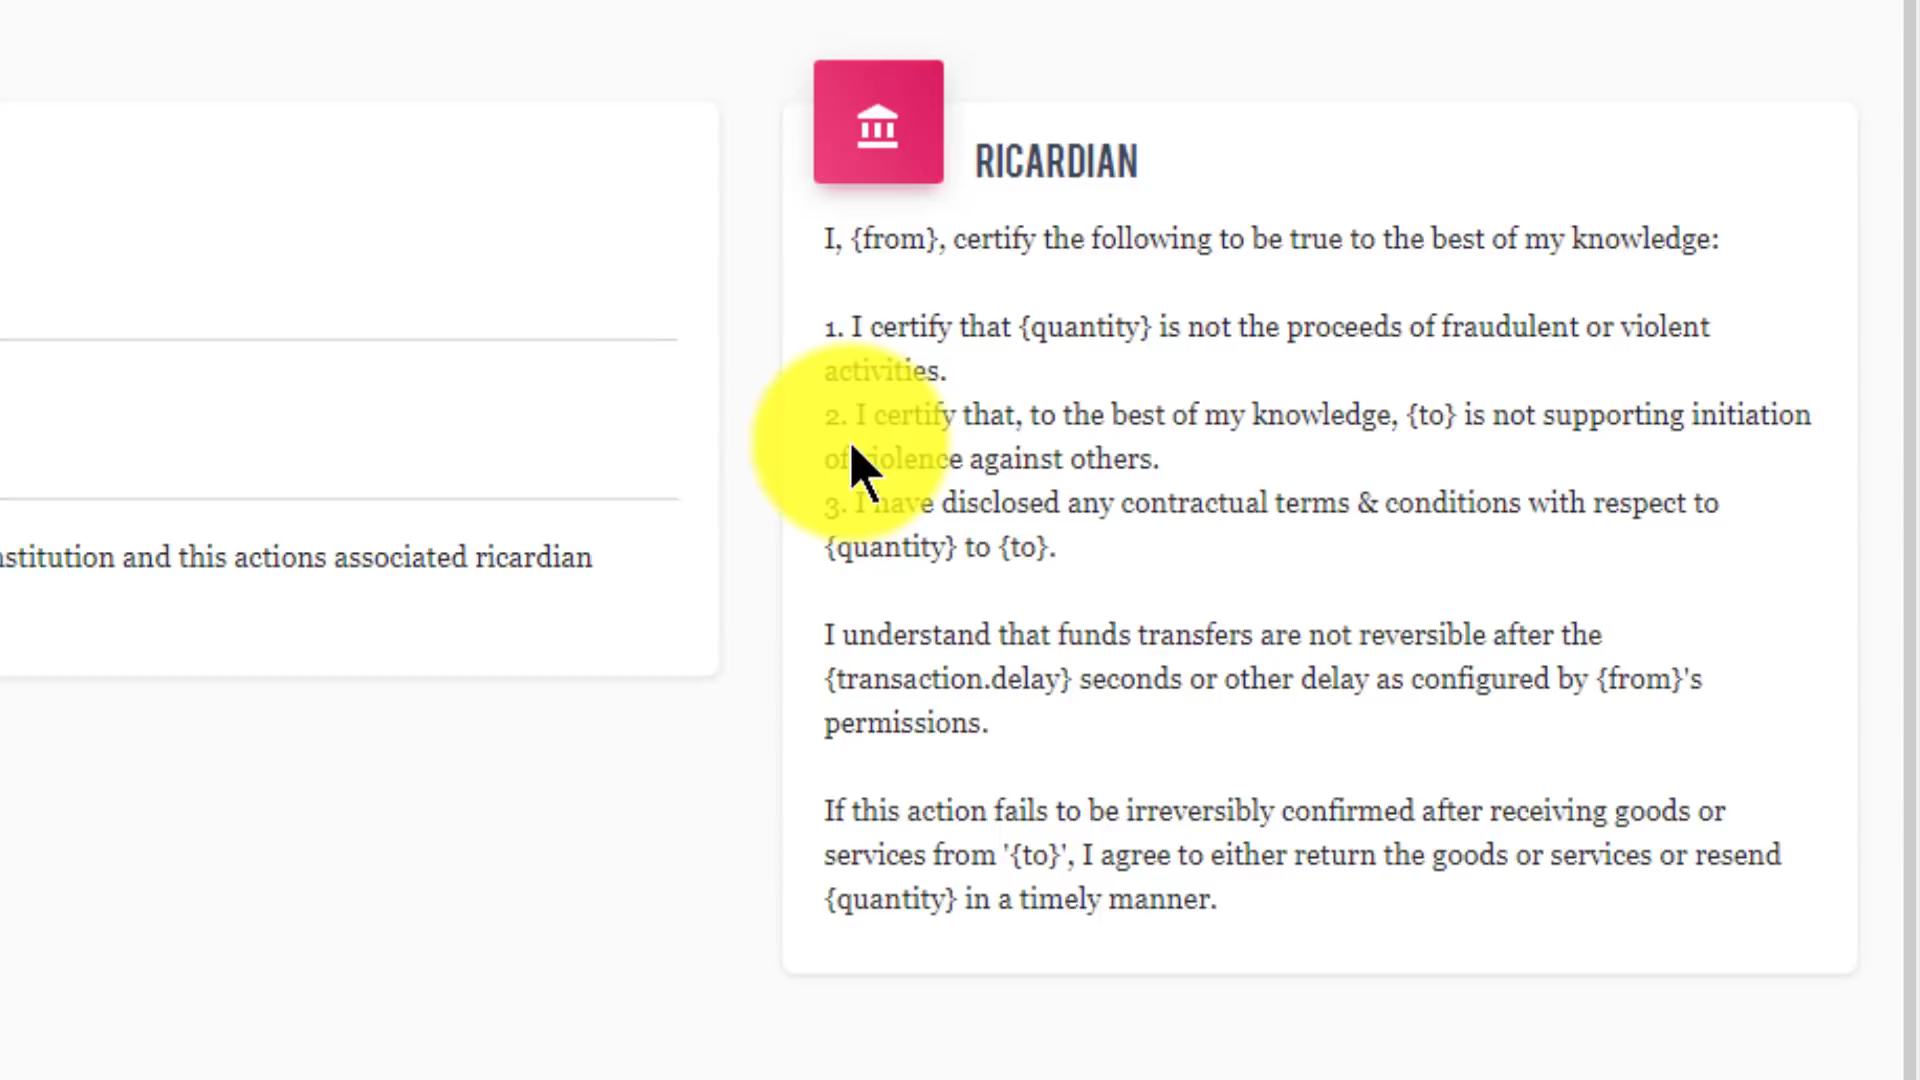 RICARDIAN
I, {from}, certify the following to be true to the best of my knowledge:
1. I certify that {quantity} is not the proceeds of fraudulent or violent
activities.
2. I certify that, to the best of my knowledge, {to} is not supporting initiation
of violence against others.
3. I have disclosed any contractual terms & conditions with respect to
{quantity} to {to}.
I understand that funds transfers are not reversible after the
{transaction.delay} seconds or other delay as configured by {from}'s
permissions.
If this action fails to be irreversibly confirmed after receiving goods or
services from '{to}', I agree to either return the goods or services or resend
{quantity} in a timely manner.
nstitution and this actions associated ricardian